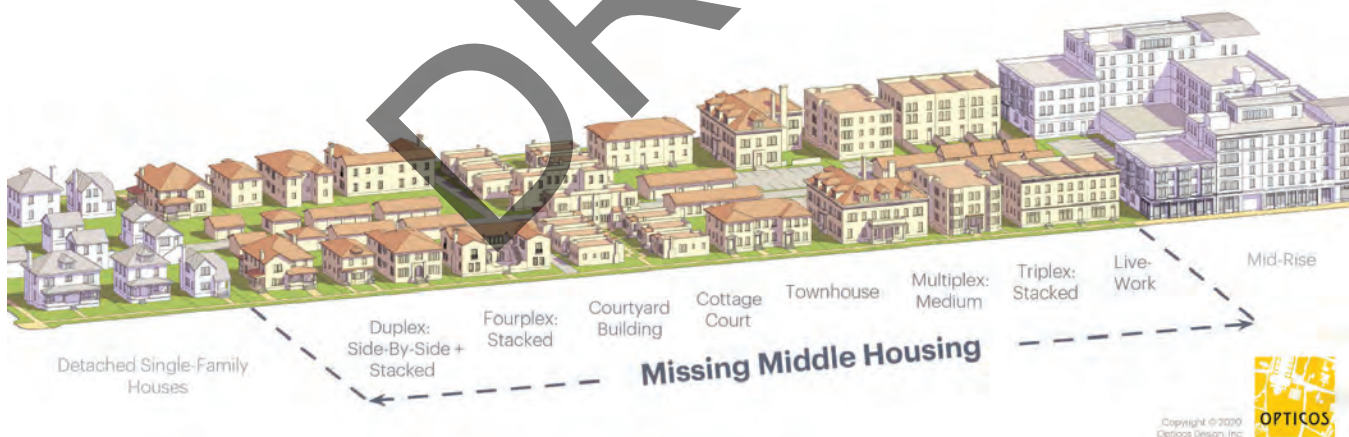 DR
Detached Single-Family
Houses
Duplex:
Side-By-Side +
Stacked
Fourplex:
Stacked
Courtyard
Building
Cottage
Court
Townhouse
Multiplex:
Medium
Triplex:
Stacked
Live-
Work
Mid-Rise
Missing Middle Housing
OPTICOS
Copyright © 2020
Opticos Design, Inc.